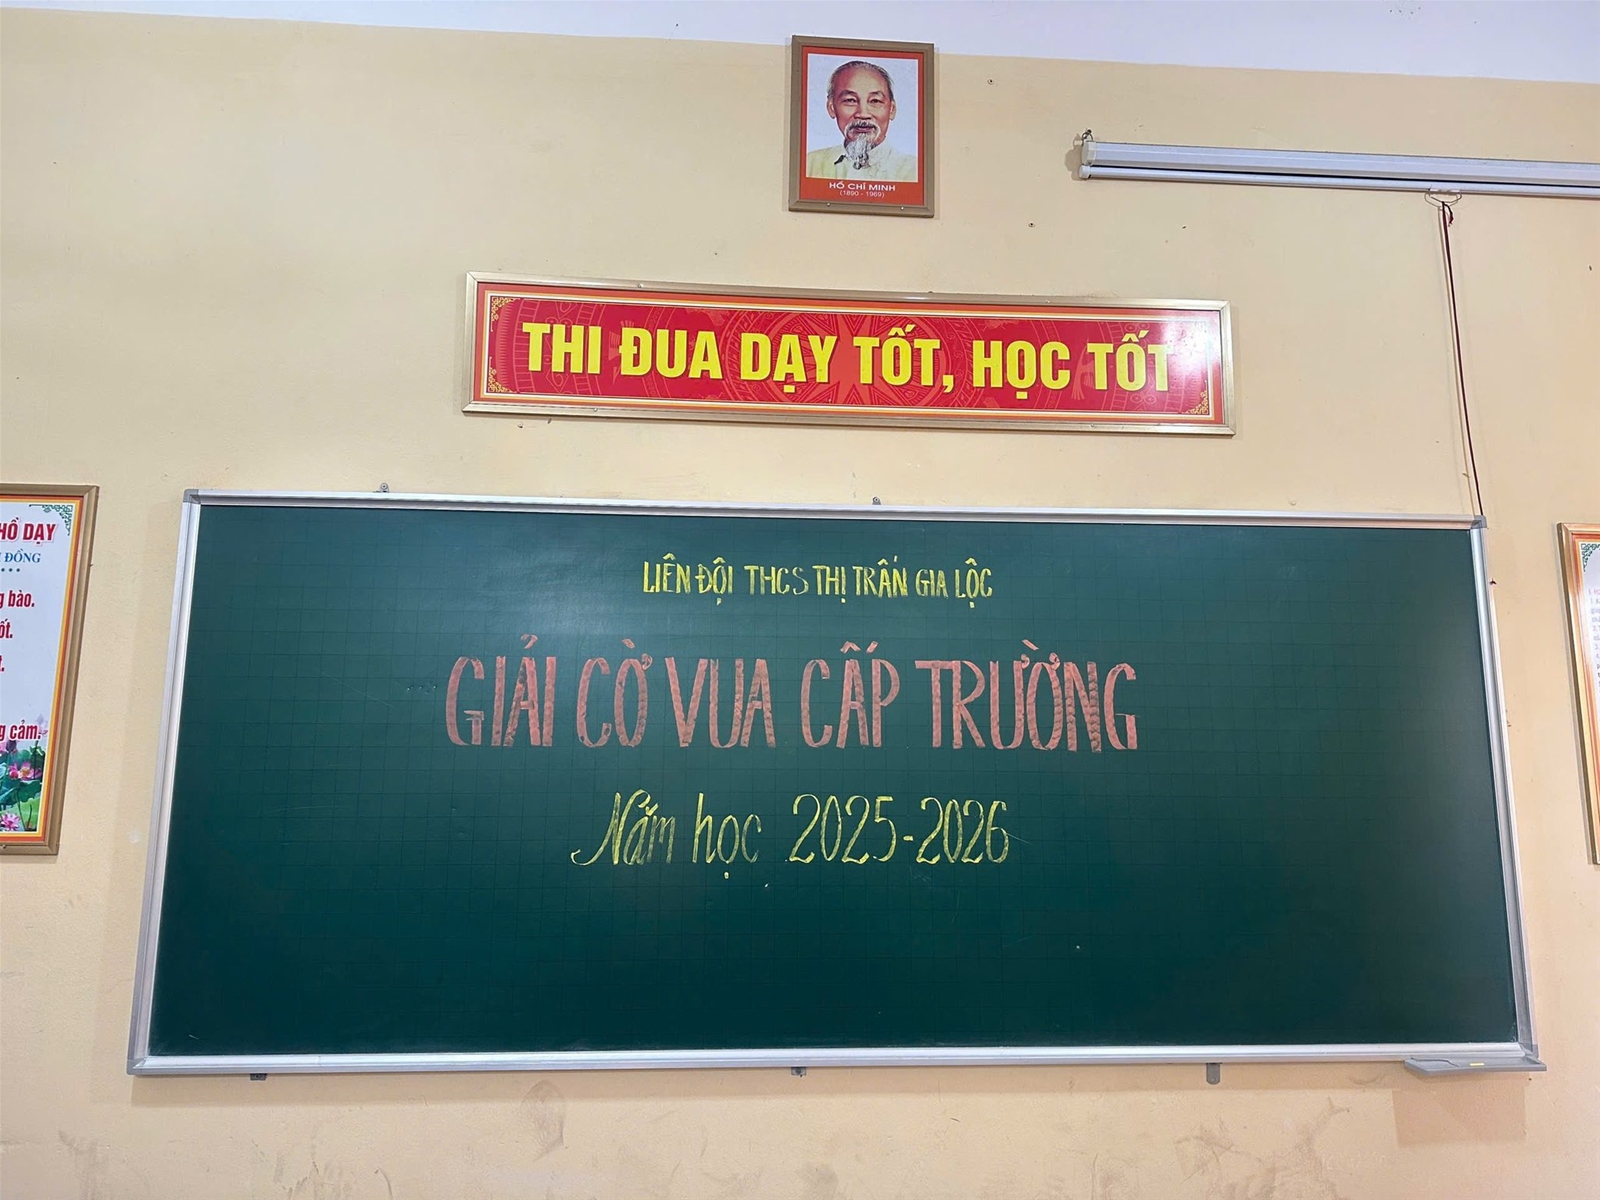 HỒ CHÍ MINH
(1890 - 1969)
THI ĐUA DẠY TỐT, HỌC TỐT
HỒ DẠY
ĐỒNG
g bào.
ốt.
t.
g cảm.
LIÊN ĐỘI THCS THỊ TRẤN GIA LỘC
GIẢI CỜ VUA CẤP TRƯỜNG
Năm học 2025-2026